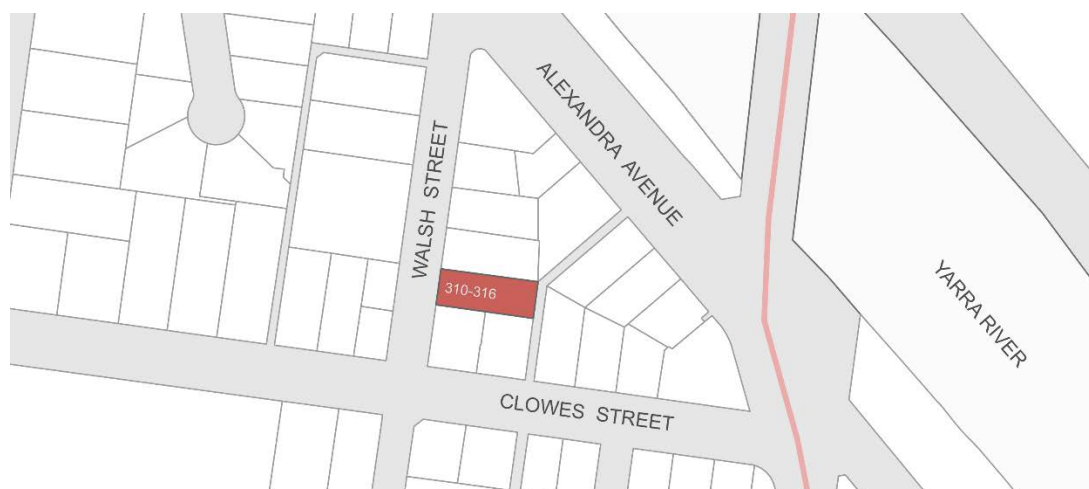 ALEXANDRA AVENUE
WALSH STREET
310-316
YARRA RIVER
CLOWES STREET